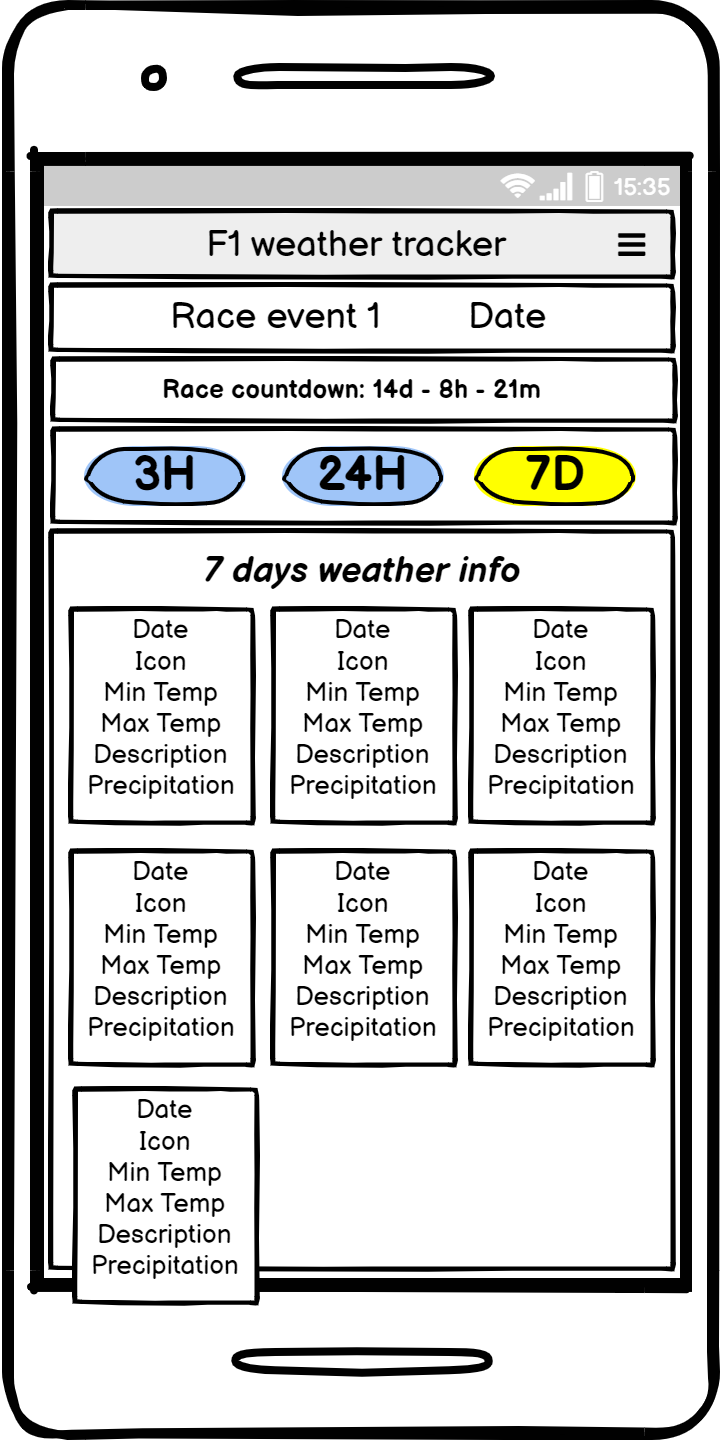 15:35
F1 weather tracker
Race event 1 Date
Race countdown: 14d - 8h - 21m
3H 24H 7D
7 days weather info
Date Date Date
Icon Icon Icon
Min Temp Min Temp Min Temp
Max Temp Max Temp Max Temp
Description Description Description
Precipitation Precipitation Precipitation
Date Date Date
Icon Icon Icon
Min Temp Min Temp Min Temp
Max Temp Max Temp Max Temp
Description Description Description
Precipitation Precipitation Precipitation
Date
Icon
Min Temp
Max Temp
Description
Precipitation